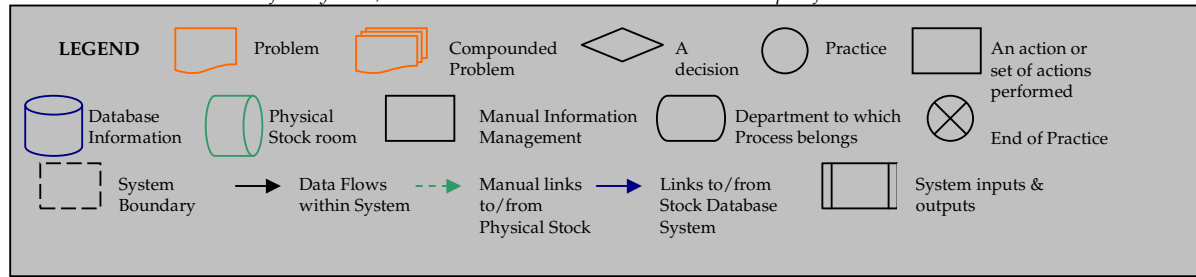 LEGEND
Problem
Compounded
Problem
A
decision
Practice
An action or
set of actions
performed
Database
Information
Physical
Stock room
Manual Information
Management
Department to which
Process belongs
End of Practice
System
Boundary
Data Flows
within System
Manual links
to/from
Physical Stock
Links to/from
Stock Database
System
System inputs &
outputs